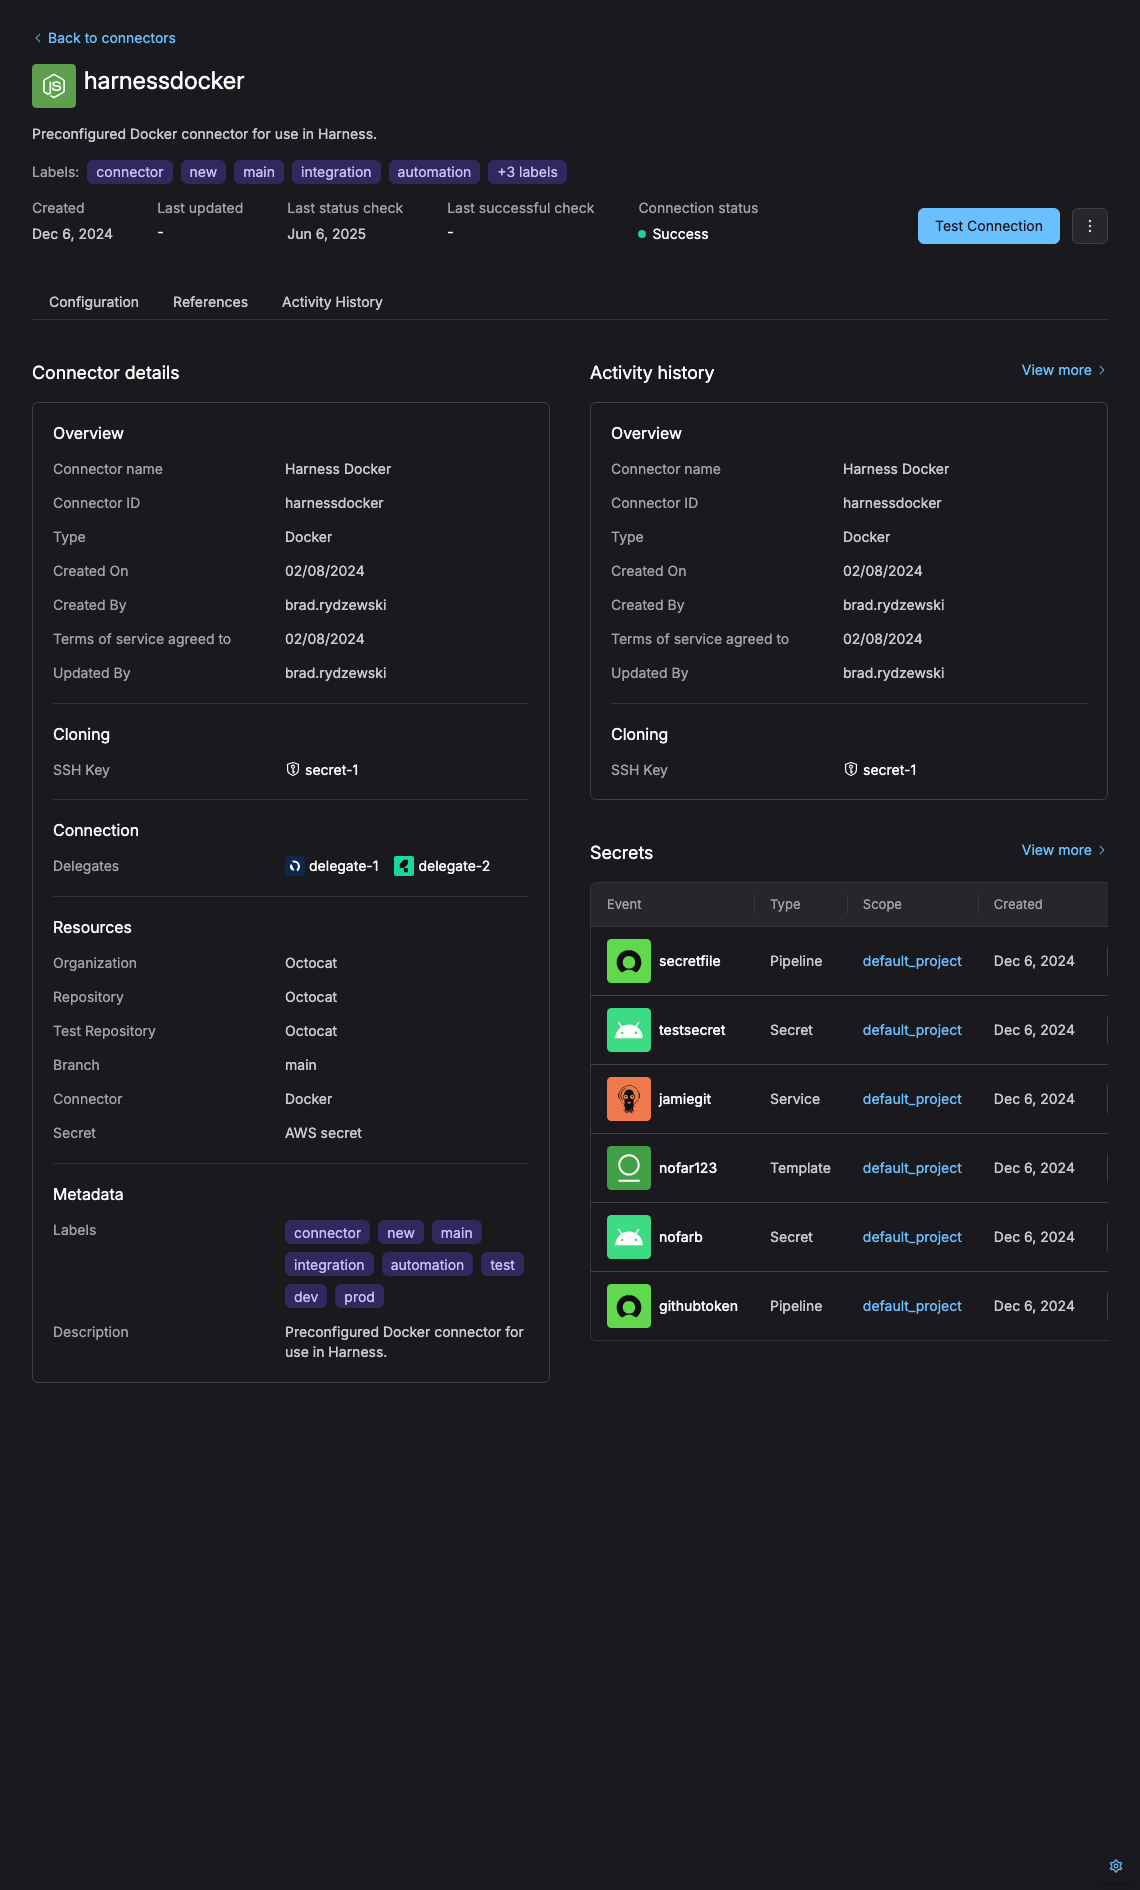 Back to connectors
harnessdocker
Preconfigured Docker connector for use in Harness.
Labels: connector new main integration automation +3 labels
Created Last updated Last status check Last successful check Connection status
Dec 6, 2024 - Jun 6, 2025 - Success
Test Connection
Configuration References Activity History
Connector details
Overview
Connector name Harness Docker
Connector ID harnessdocker
Type Docker
Created On 02/08/2024
Created By brad.rydzewski
Terms of service agreed to 02/08/2024
Updated By brad.rydzewski
Cloning
SSH Key secret-1
Connection
Delegates delegate-1 delegate-2
Resources
Organization Octocat
Repository Octocat
Test Repository Octocat
Branch main
Connector Docker
Secret AWS secret
Metadata
Labels connector new main
integration automation test
dev prod
Description Preconfigured Docker connector for
use in Harness.
Activity history View more
Overview
Connector name Harness Docker
Connector ID harnessdocker
Type Docker
Created On 02/08/2024
Created By brad.rydzewski
Terms of service agreed to 02/08/2024
Updated By brad.rydzewski
Cloning
SSH Key secret-1
Secrets View more
Event Type Scope Created
secretfile Pipeline default_project Dec 6, 2024
testsecret Secret default_project Dec 6, 2024
jamiegit Service default_project Dec 6, 2024
nofar123 Template default_project Dec 6, 2024
nofarb Secret default_project Dec 6, 2024
githubtoken Pipeline default_project Dec 6, 2024